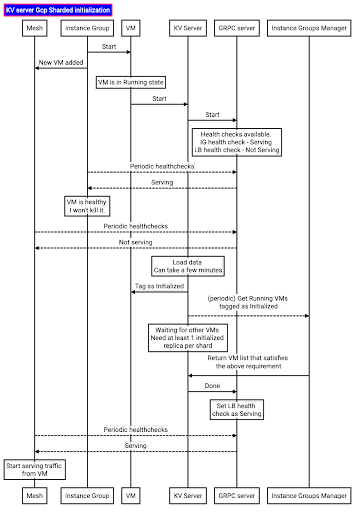 KV server Gcp Sharded initialization
Mesh
Instance Group
VM
KV Server
GRPC server
Instance Groups Manager
Start
New VM added
VM is in Running state
Start
Start
Health checks available.
IG health check - Serving
LB health check - Not Serving
Periodic healthchecks
Serving
VM is healthy
I won't kill it.
Periodic healthchecks
Not serving
Load data
Can take a few minutes
Tag as Initialized
(periodic) Get Running VMs
tagged as Initialized
Waiting for other VMs
Need at least 1 initialized
replica per shard
Return VM list that satisfies
the above requirement
Done
Set LB health
check as Serving
Periodic healthchecks
Serving
Start serving traffic
from VM
Mesh
Instance Group
VM
KV Server
GRPC server
Instance Groups Manager